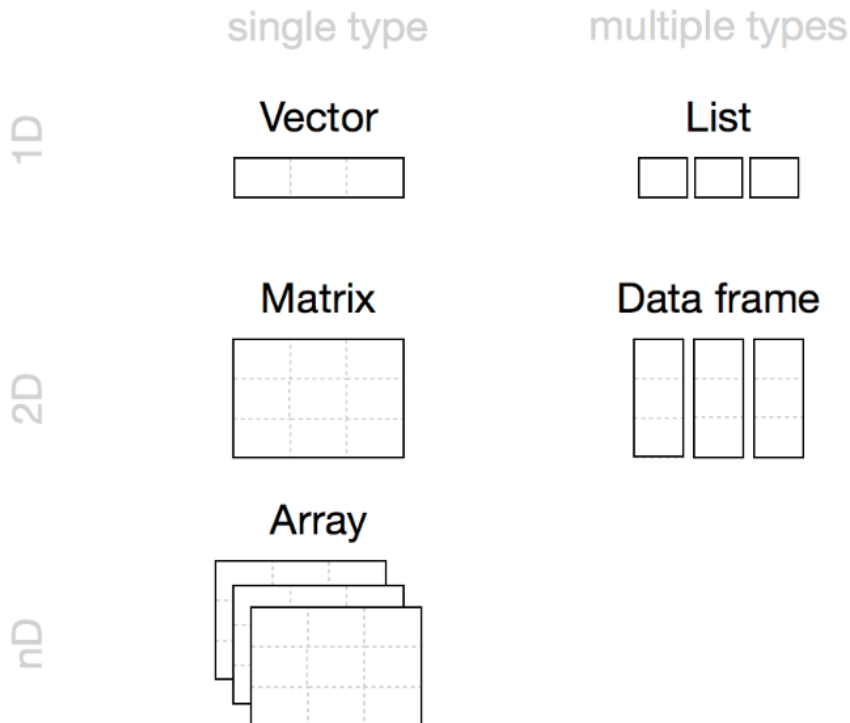 single type
multiple types
1D
Vector
List
2D
Matrix
Data frame
nD
Array